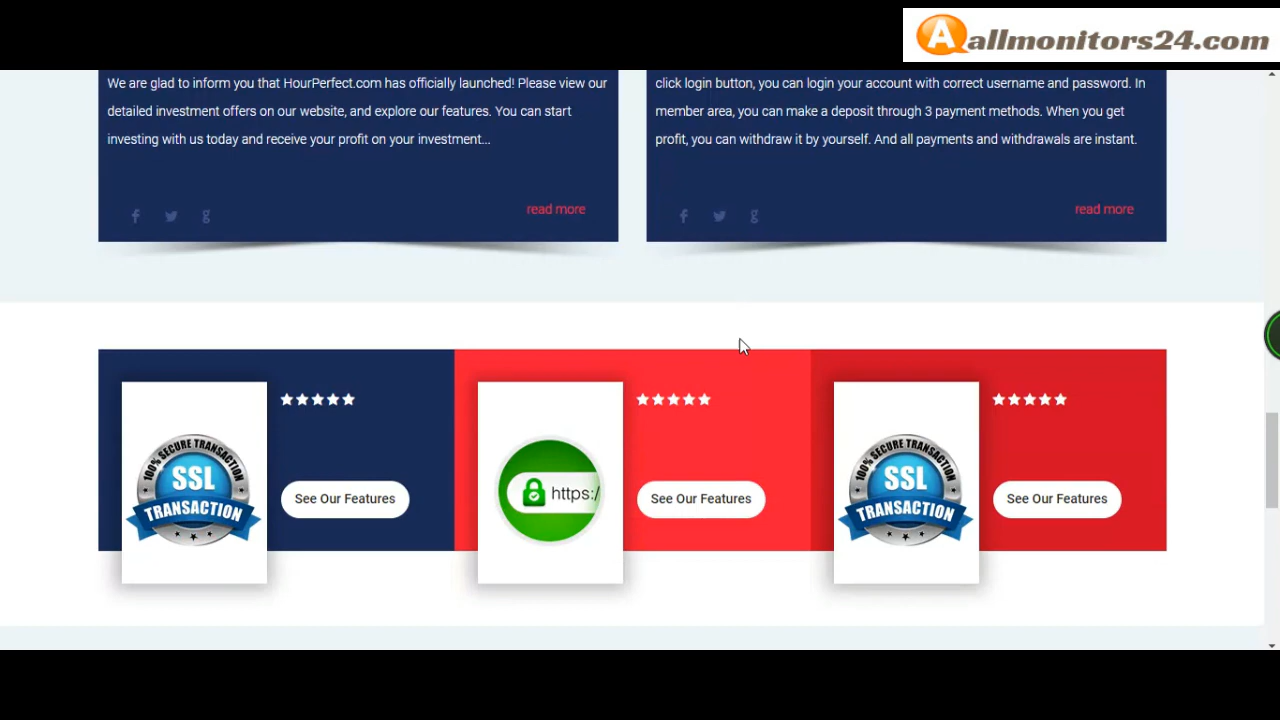 allmonitors24.com
We are glad to inform you that HourPerfect.com has officially launched! Please view our
detailed investment offers on our website, and explore our features. You can start
investing with us today and receive your profit on your investment...
read more
click login button, you can login your account with correct username and password. In
member area, you can make a deposit through 3 payment methods. When you get
profit, you can withdraw it by yourself. And all payments and withdrawals are instant.
read more
100% SECURE TRANSACTION
SSL
TRANSACTION
See Our Features
https:/
See Our Features
100% SECURE TRANSACTION
SSL
TRANSACTION
See Our Features